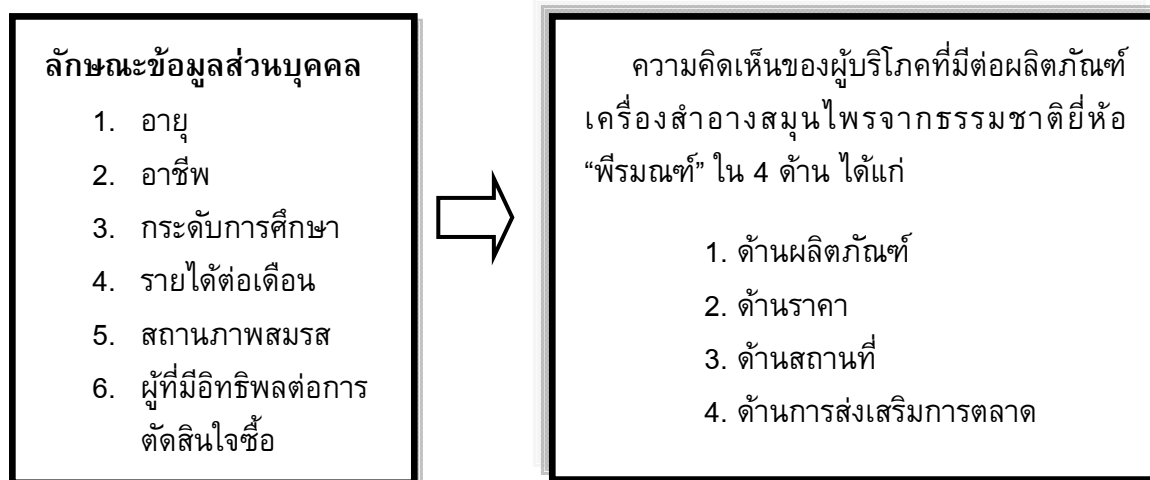 ลักษณะข้อมูลส่วนบุคคล
1. อายุ
2. อาชีพ
3. กระดับการศึกษา
4. รายได้ต่อเดือน
5. สถานภาพสมรส
6. ผู้ที่มีอิทธิพลต่อการ
ตัดสินใจซื้อ
ความคิดเห็นของผู้บริโภคที่มีต่อผลิตภัณฑ์
เครื่องสำอางสมุนไพรจากธรรมชาติยี่ห้อ
“พีรมณฑ์” ใน 4 ด้าน ได้แก่
1. ด้านผลิตภัณฑ์
2. ด้านราคา
3. ด้านสถานที่
4. ด้านการส่งเสริมการตลาด